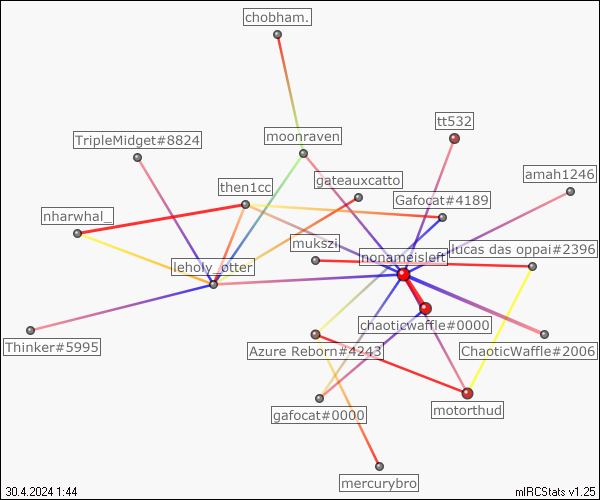 chobham.
tt532
moonraven
TripleMidget#8824
amah1246
gateauxcatto
then1cc
Gafocat#4189
nharwhal_
mukszi
lucas das oppai#2396
nonameisleft
leholy_otter
chaoticwaffle#0000
Thinker#5995
Azure Reborn#4243
ChaoticWaffle#2006
gafocat#0000
motorthud
mercurybro
30.4.2024 1:44
mIRCStats v1.25